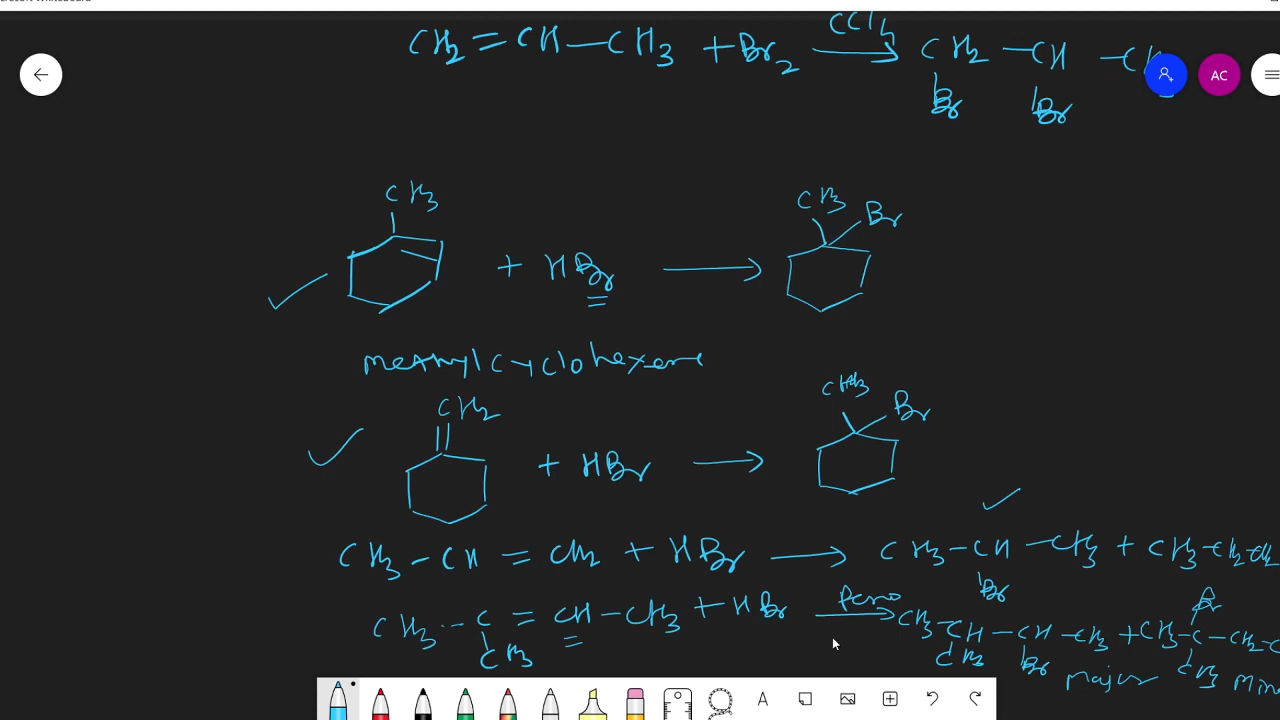 CH2=CH—CH3 + Br2 CCl4 → CH2—CH—C
Br Br
AC
CH3
CH3 Br
+ HBr →
methylcyclohexene
CH2
CH3 Br
+ HBr →
CH3-CH=CH2 + HBr → CH3-CH-CH3 + CH3-CH2-CH2
Br
CH3-C=CH-CH3 + HBr Pero → CH3-CH-CH-CH3 + CH3-C-CH2-C
CH3 CH3 Br Br CH3
Major Mino
A